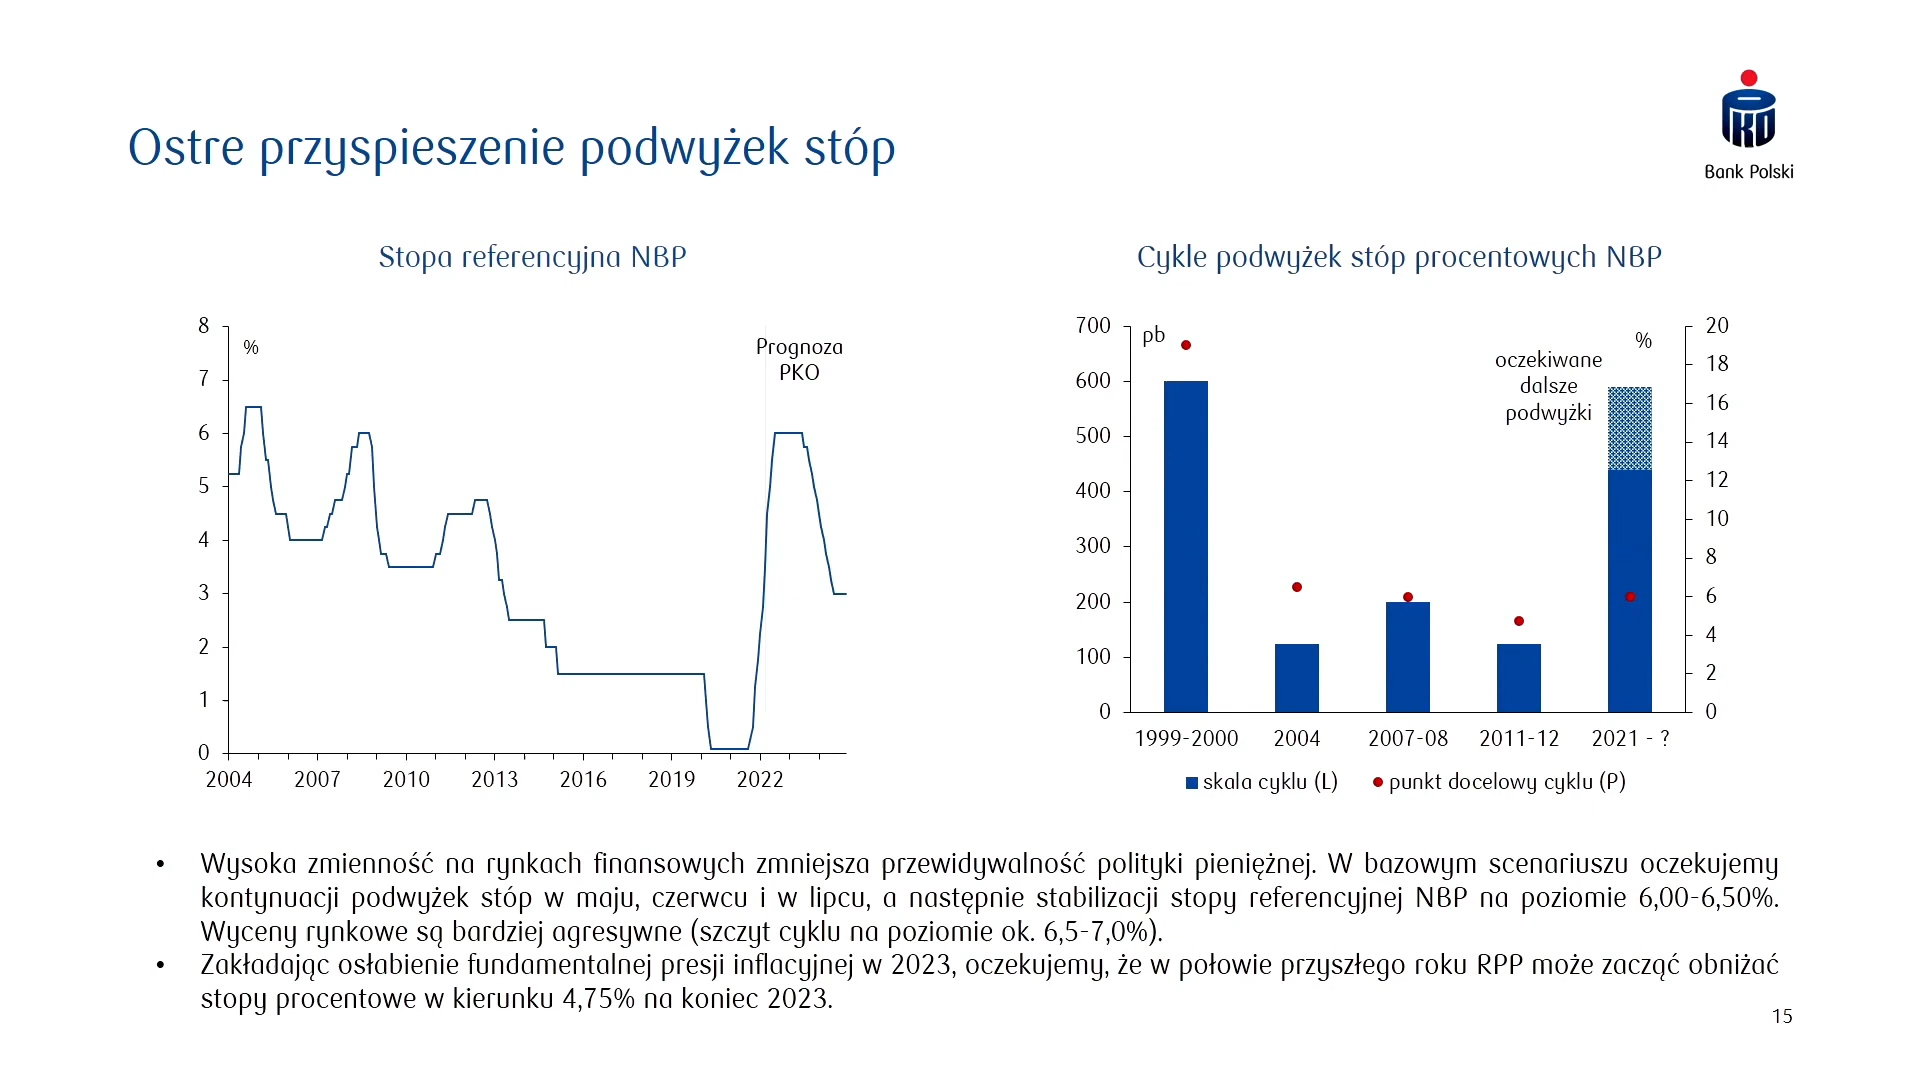 PKO
Bank Polski
Ostre przyspieszenie podwyżek stóp
Stopa referencyjna NBP
8
7
6
5
4
3
2
1
0
%
Prognoza
PKO
2004 2007 2010 2013 2016 2019 2022
Cykle podwyżek stóp procentowych NBP
700
600
500
400
300
200
100
0
pb
oczekiwane
dalsze
podwyżki
%
20
18
16
14
12
10
8
6
4
2
0
1999-2000 2004 2007-08 2011-12 2021 - ?
skala cyklu (L) punkt docelowy cyklu (P)
• Wysoka zmienność na rynkach finansowych zmniejsza przewidywalność polityki pieniężnej. W bazowym scenariuszu oczekujemy
kontynuacji podwyżek stóp w maju, czerwcu i w lipcu, a następnie stabilizacji stopy referencyjnej NBP na poziomie 6,00-6,50%.
Wyceny rynkowe są bardziej agresywne (szczyt cyklu na poziomie ok. 6,5-7,0%).
• Zakładając osłabienie fundamentalnej presji inflacyjnej w 2023, oczekujemy, że w połowie przyszłego roku RPP może zacząć obniżać
stopy procentowe w kierunku 4,75% na koniec 2023.
15